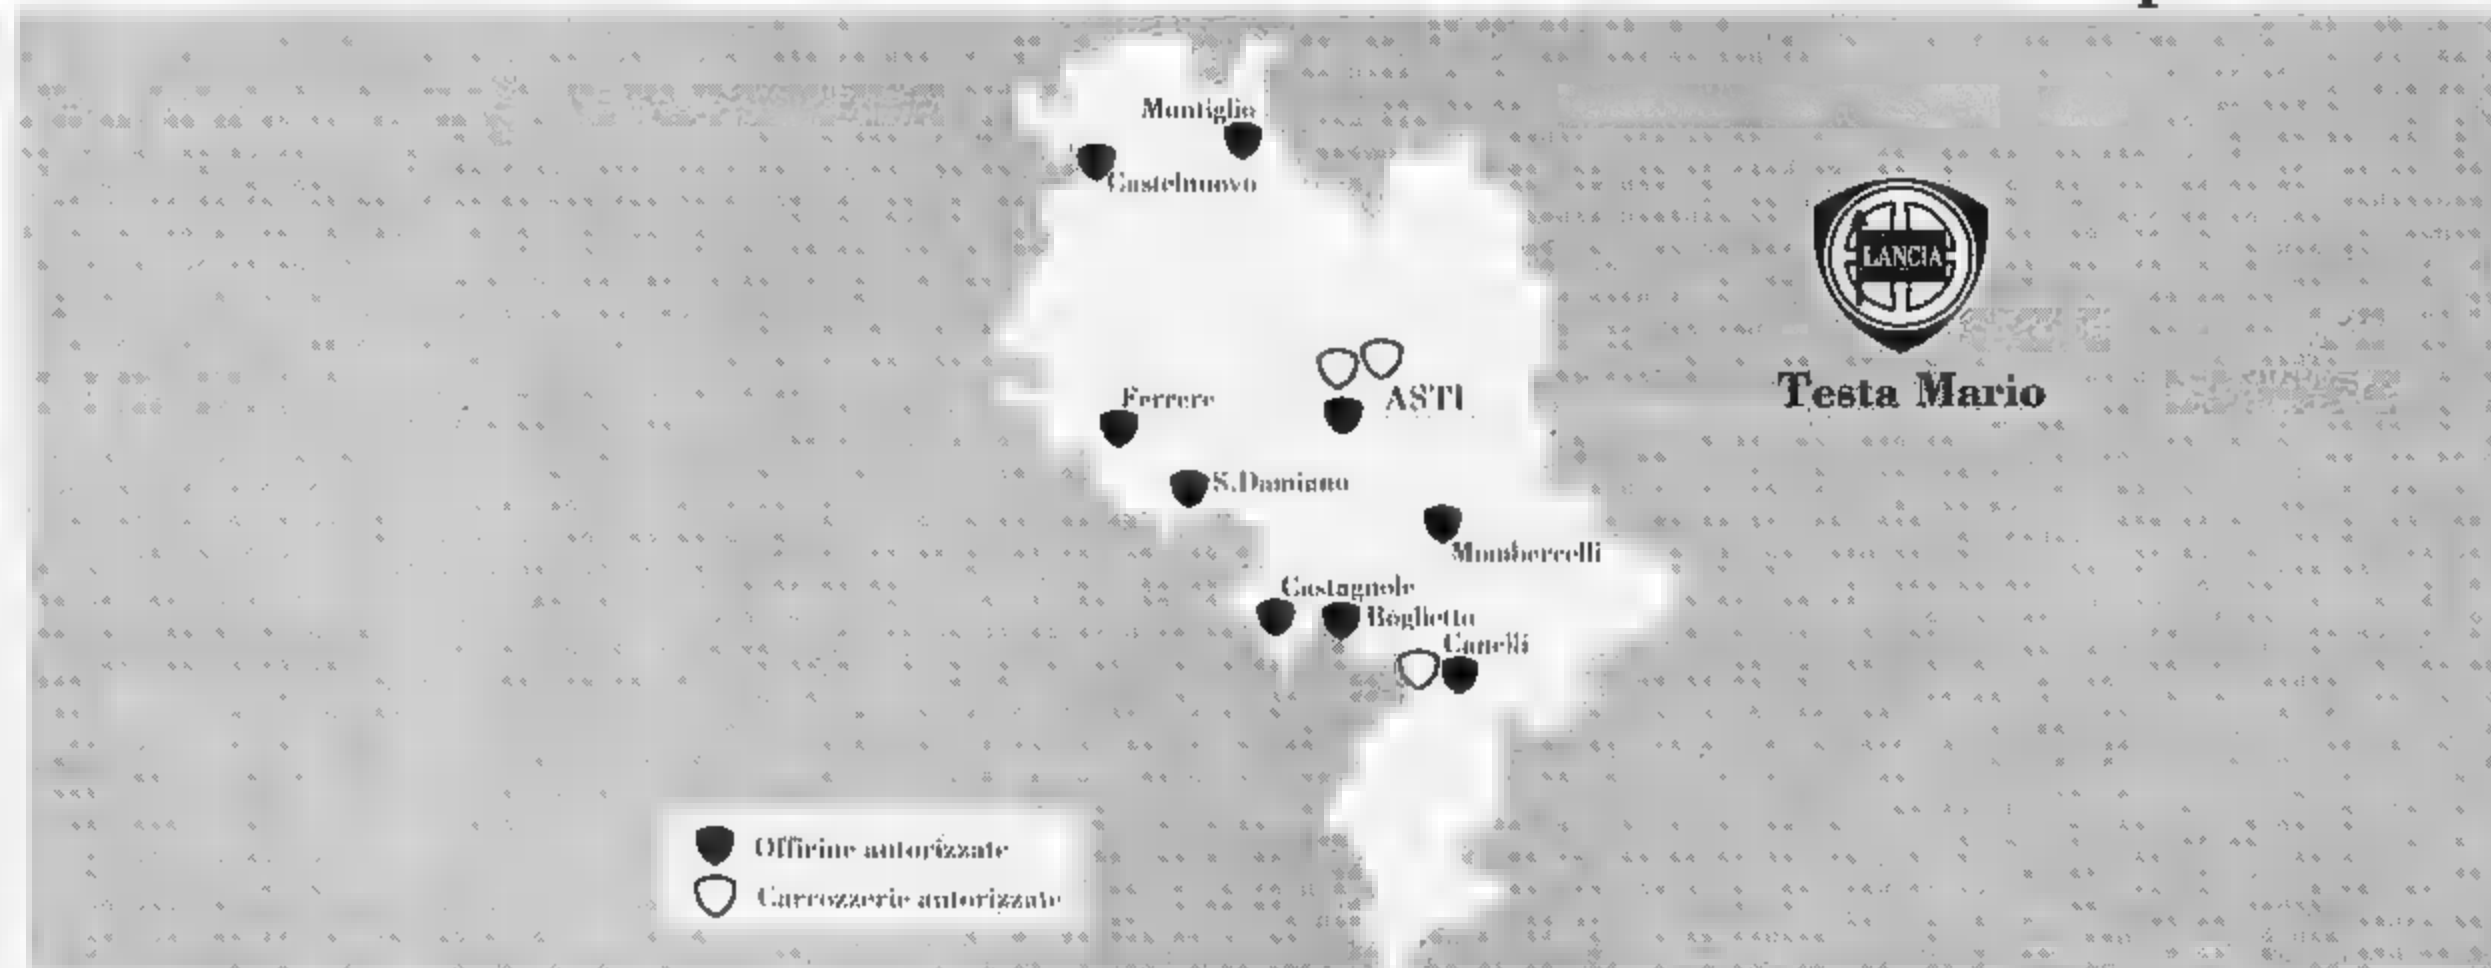 Montiglio
Castelnuovo
LANCIA
Testa Mario
ASTI
Ferrere
S.Damiano
Mombercelli
Castagnole
Boglietto
Canelli
Officine autorizzate
Carrozzerie autorizzate